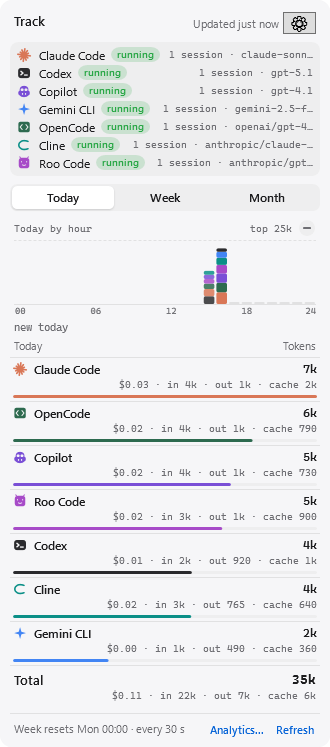 Track
Updated just now
Claude Code running 1 session · claude-son…
Codex running 1 session · gpt-5.1
Copilot running 1 session · gpt-4.1
Gemini CLI running 1 session · gemini-2.5-f…
OpenCode running 1 session · openai/gpt-4…
Cline running 1 session · anthropic/claude-…
Roo Code running 1 session · anthropic/gpt…
Today Week Month
Today by hour top 25k
00 06 12 18 24
new today
Today Tokens
Claude Code 7k
$0.03 · in 4k · out 1k · cache 2k
OpenCode 6k
$0.02 · in 4k · out 1k · cache 790
Copilot 5k
$0.02 · in 4k · out 1k · cache 730
Roo Code 5k
$0.02 · in 3k · out 1k · cache 900
Codex 4k
$0.01 · in 2k · out 920 · cache 1k
Cline 4k
$0.02 · in 3k · out 765 · cache 640
Gemini CLI 2k
$0.00 · in 1k · out 490 · cache 360
Total 35k
$0.11 · in 22k · out 7k · cache 6k
Week resets Mon 00:00 · every 30 s Analytics... Refresh